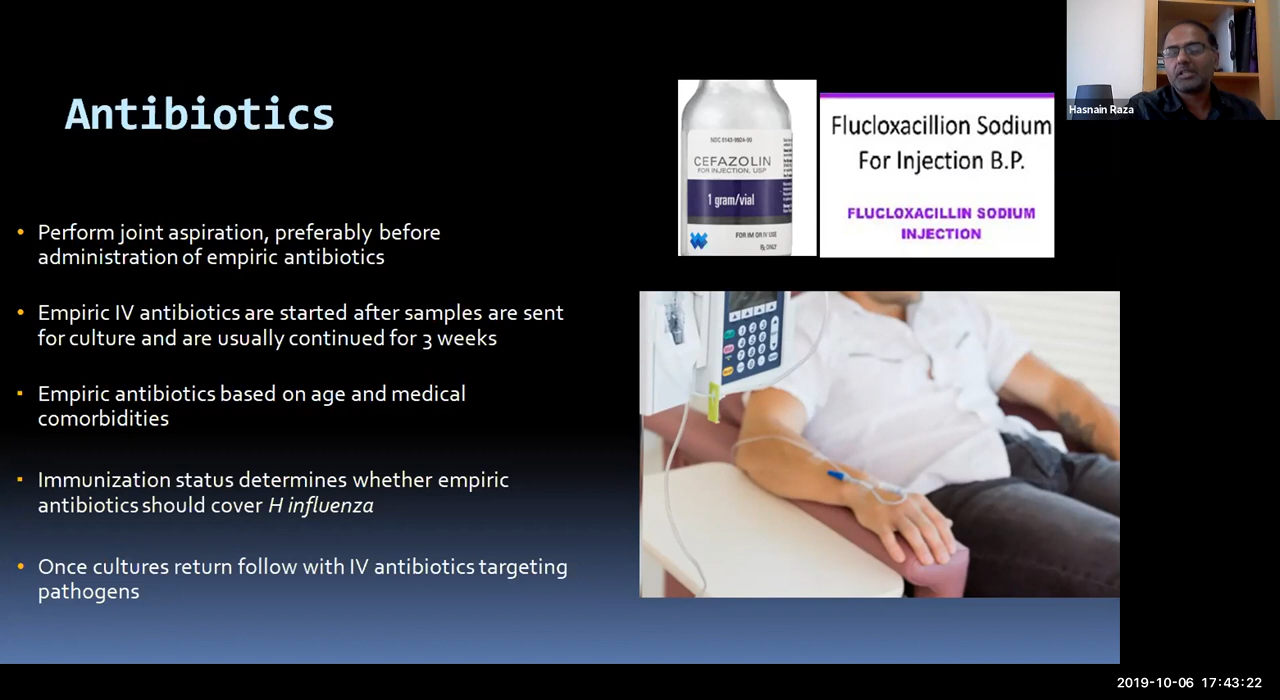 Antibiotics
Perform joint aspiration, preferably before
administration of empiric antibiotics
Empiric IV antibiotics are started after samples are sent
for culture and are usually continued for 3 weeks
Empiric antibiotics based on age and medical
comorbidities
Immunization status determines whether empiric
antibiotics should cover H influenza
Once cultures return follow with IV antibiotics targeting
pathogens
CEFAZOLIN
FOR INJECTION, USP
1 gram/vial
FOR IM OR IV USE
Rx ONLY
Flucloxacillion Sodium
For Injection B.P.
FLUCLOXACILLIN SODIUM
INJECTION
Hasnain Raza
2019-10-06 17:43:22